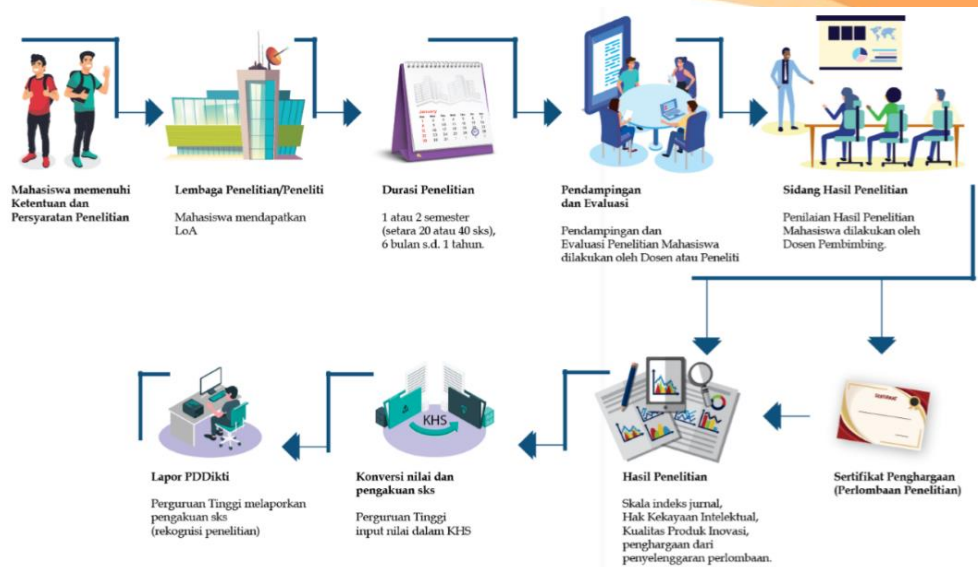 Mahasiswa memenuhi
Ketentuan dan
Persyaratan Penelitian
Lembaga Penelitian/Peneliti
Mahasiswa mendapatkan
LoA
Durasi Penelitian
1 atau 2 semester
(setara 20 atau 40 sks),
6 bulan s.d. 1 tahun.
Pendampingan
dan Evaluasi
Pendampingan dan
Evaluasi Penelitian Mahasiswa
dilakukan oleh Dosen atau Peneliti
Sidang Hasil Penelitian
Penilaian Hasil Penelitian
Mahasiswa dilakukan oleh
Dosen Pembimbing.
KHS
SERTIFIKAT
Lapor PDDikti
Perguruan Tinggi melaporkan
pengakuan sks
(rekognisi penelitian)
Konversi nilai dan
pengakuan sks
Perguruan Tinggi
input nilai dalam KHS
Hasil Penelitian
Skala indeks jurnal,
Hak Kekayaan Intelektual,
Kualitas Produk Inovasi,
penghargaan dari
penyelenggaran perlombaan.
Sertifikat Penghargaan
(Perlombaan Penelitian)